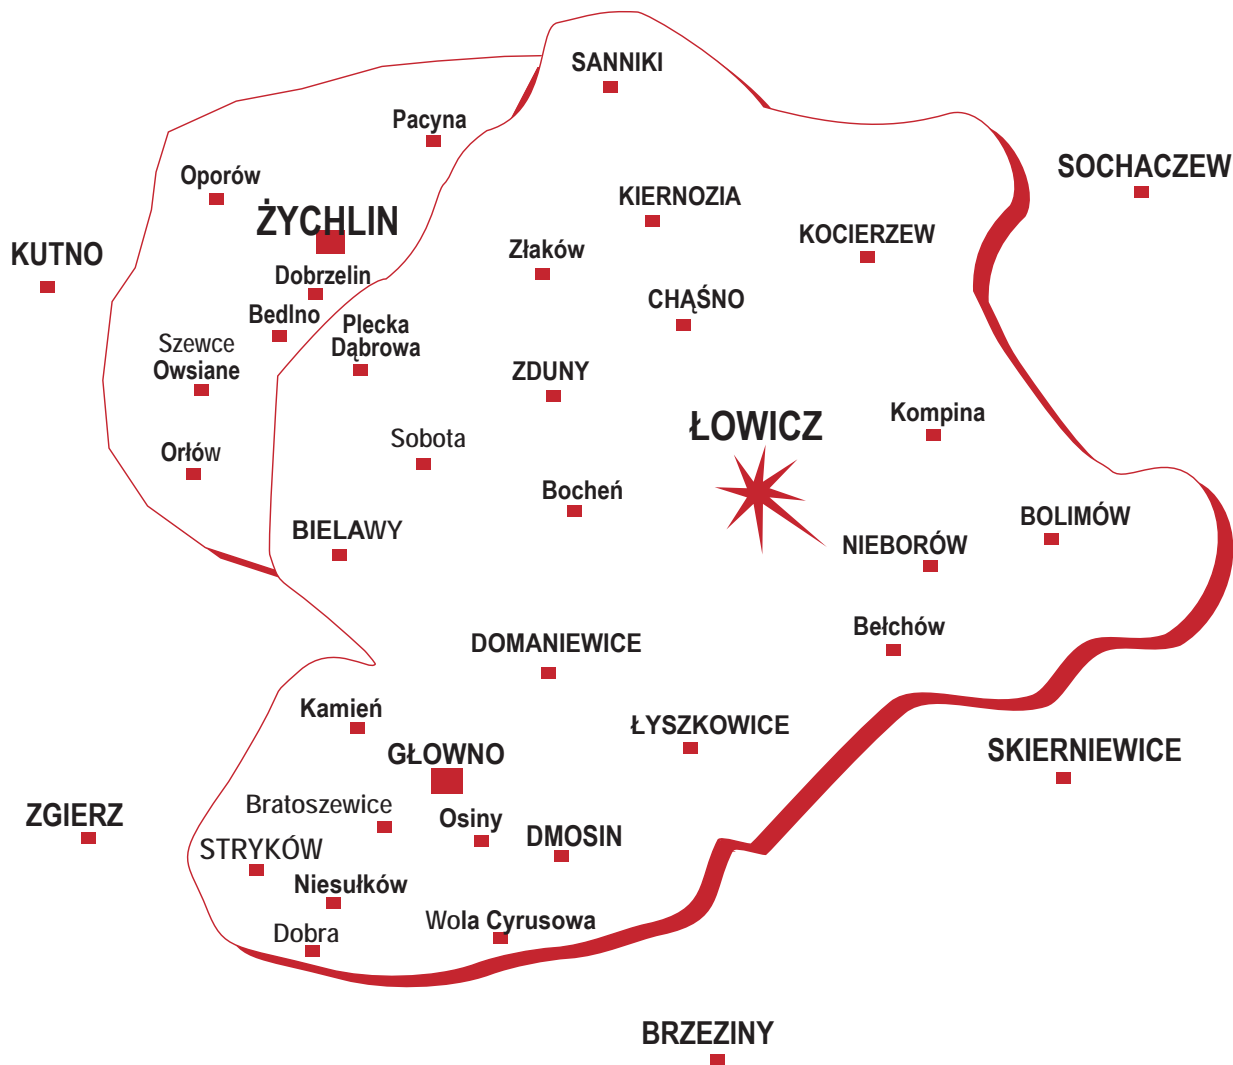 SANNIKI
Pacyna
SOCHACZEW
Oporów
KIERNOZIA
ŻYCHLIN
KOCIERZEW
KUTNO
Złaków
Dobrzelin
CHĄŚNO
Bedlno
Plecka
Dąbrowa
Szewce
Owsiane
ZDUNY
Kompina
ŁOWICZ
Sobota
Orłów
Bocheń
BOLIMÓW
BIELAWY
NIEBORÓW
Bełchów
DOMANIEWICE
Kamień
ŁYSZKOWICE
SKIERNIEWICE
GŁOWNO
Bratoszewice
ZGIERZ
Osiny
DMOSIN
STRYKÓW
Niesułków
Wola Cyrusowa
Dobra
BRZEZINY